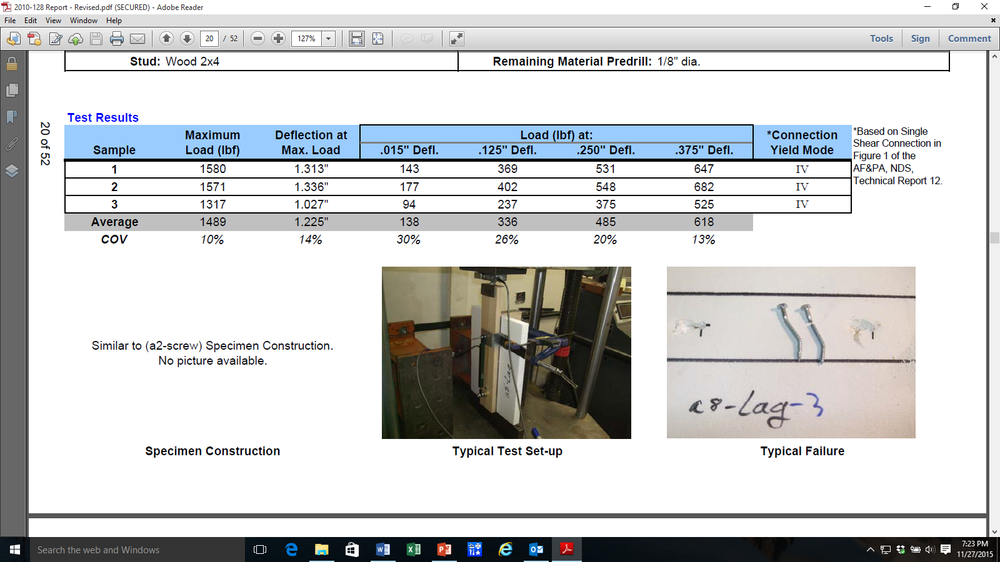 2010-128 Report - Revised.pdf (SECURED) - Adobe Reader
File Edit View Window Help
20 / 52 127% Tools Sign Comment
Stud: Wood 2x4 Remaining Material Predrill: 1/8" dia.
20 of 52
Test Results
Sample Maximum Load (lbf) Deflection at Max. Load Load (lbf) at: .015" Defl. .125" Defl. .250" Defl. .375" Defl. *Connection Yield Mode
1 1580 1.313" 143 369 531 647 IV
2 1571 1.336" 177 402 548 682 IV
3 1317 1.027" 94 237 375 525 IV
Average 1489 1.225" 138 336 485 618
COV 10% 14% 30% 26% 20% 13%
*Based on Single
Shear Connection in
Figure 1 of the
AF&PA, NDS,
Technical Report 12.
Similar to (a2-screw) Specimen Construction.
No picture available.
a8-Lag
a8-Lag-3
Specimen Construction Typical Test Set-up Typical Failure
Search the web and Windows
7:23 PM
11/27/2015